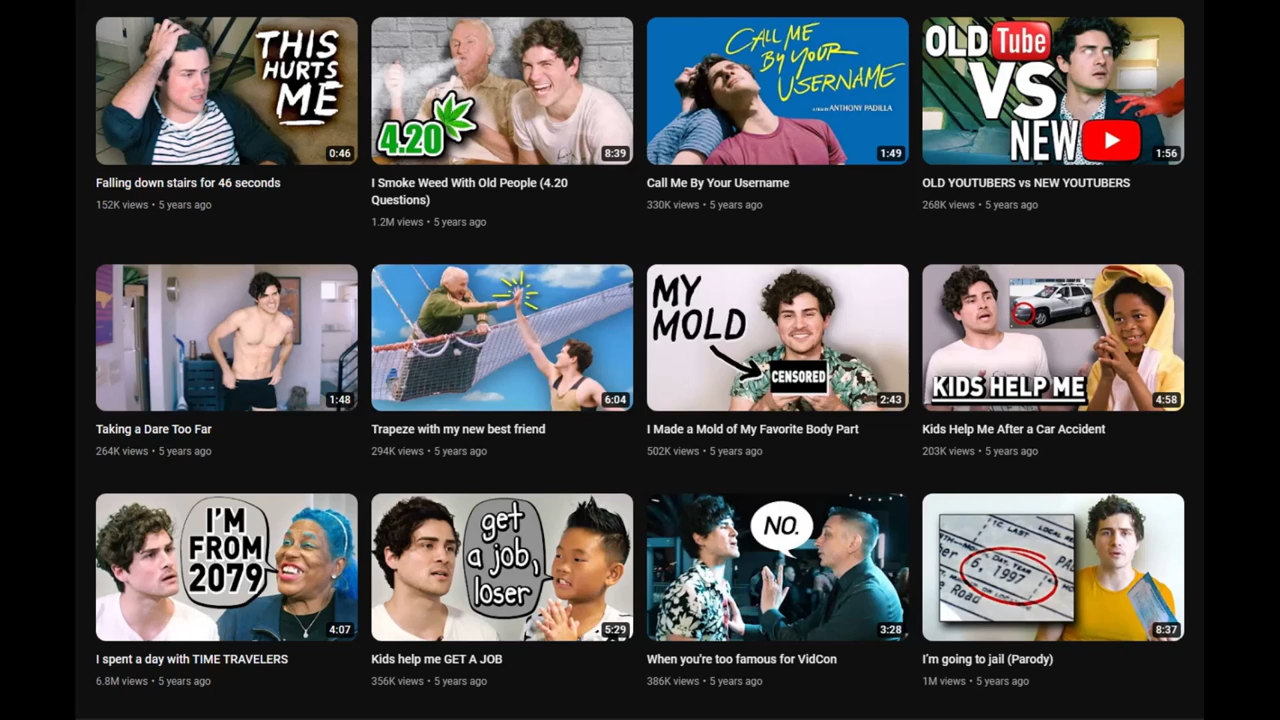 THIS
HURTS
ME
0:46
4.20
8:39
CALL ME
BY YOUR
USERNAME
A FILM BY ANTHONY PADILLA
1:49
OLD Tube
VS
NEW
1:56
Falling down stairs for 46 seconds
152K views • 5 years ago
I Smoke Weed With Old People (4.20
Questions)
1.2M views • 5 years ago
Call Me By Your Username
330K views • 5 years ago
OLD YOUTUBERS vs NEW YOUTUBERS
268K views • 5 years ago
1:48
6:04
MY
MOLD
CENSORED
2:43
KIDS HELP ME
4:58
Taking a Dare Too Far
264K views • 5 years ago
Trapeze with my new best friend
294K views • 5 years ago
I Made a Mold of My Favorite Body Part
502K views • 5 years ago
Kids Help Me After a Car Accident
203K views • 5 years ago
I'M
FROM
2079
4:07
get
a job,
loser
5:29
NO.
3:28
LAST
LOCAL
DAY, YEAR
6, 1997
Road
8:37
I spent a day with TIME TRAVELERS
6.8M views • 5 years ago
Kids help me GET A JOB
356K views • 5 years ago
When you're too famous for VidCon
386K views • 5 years ago
I'm going to jail (Parody)
1M views • 5 years ago